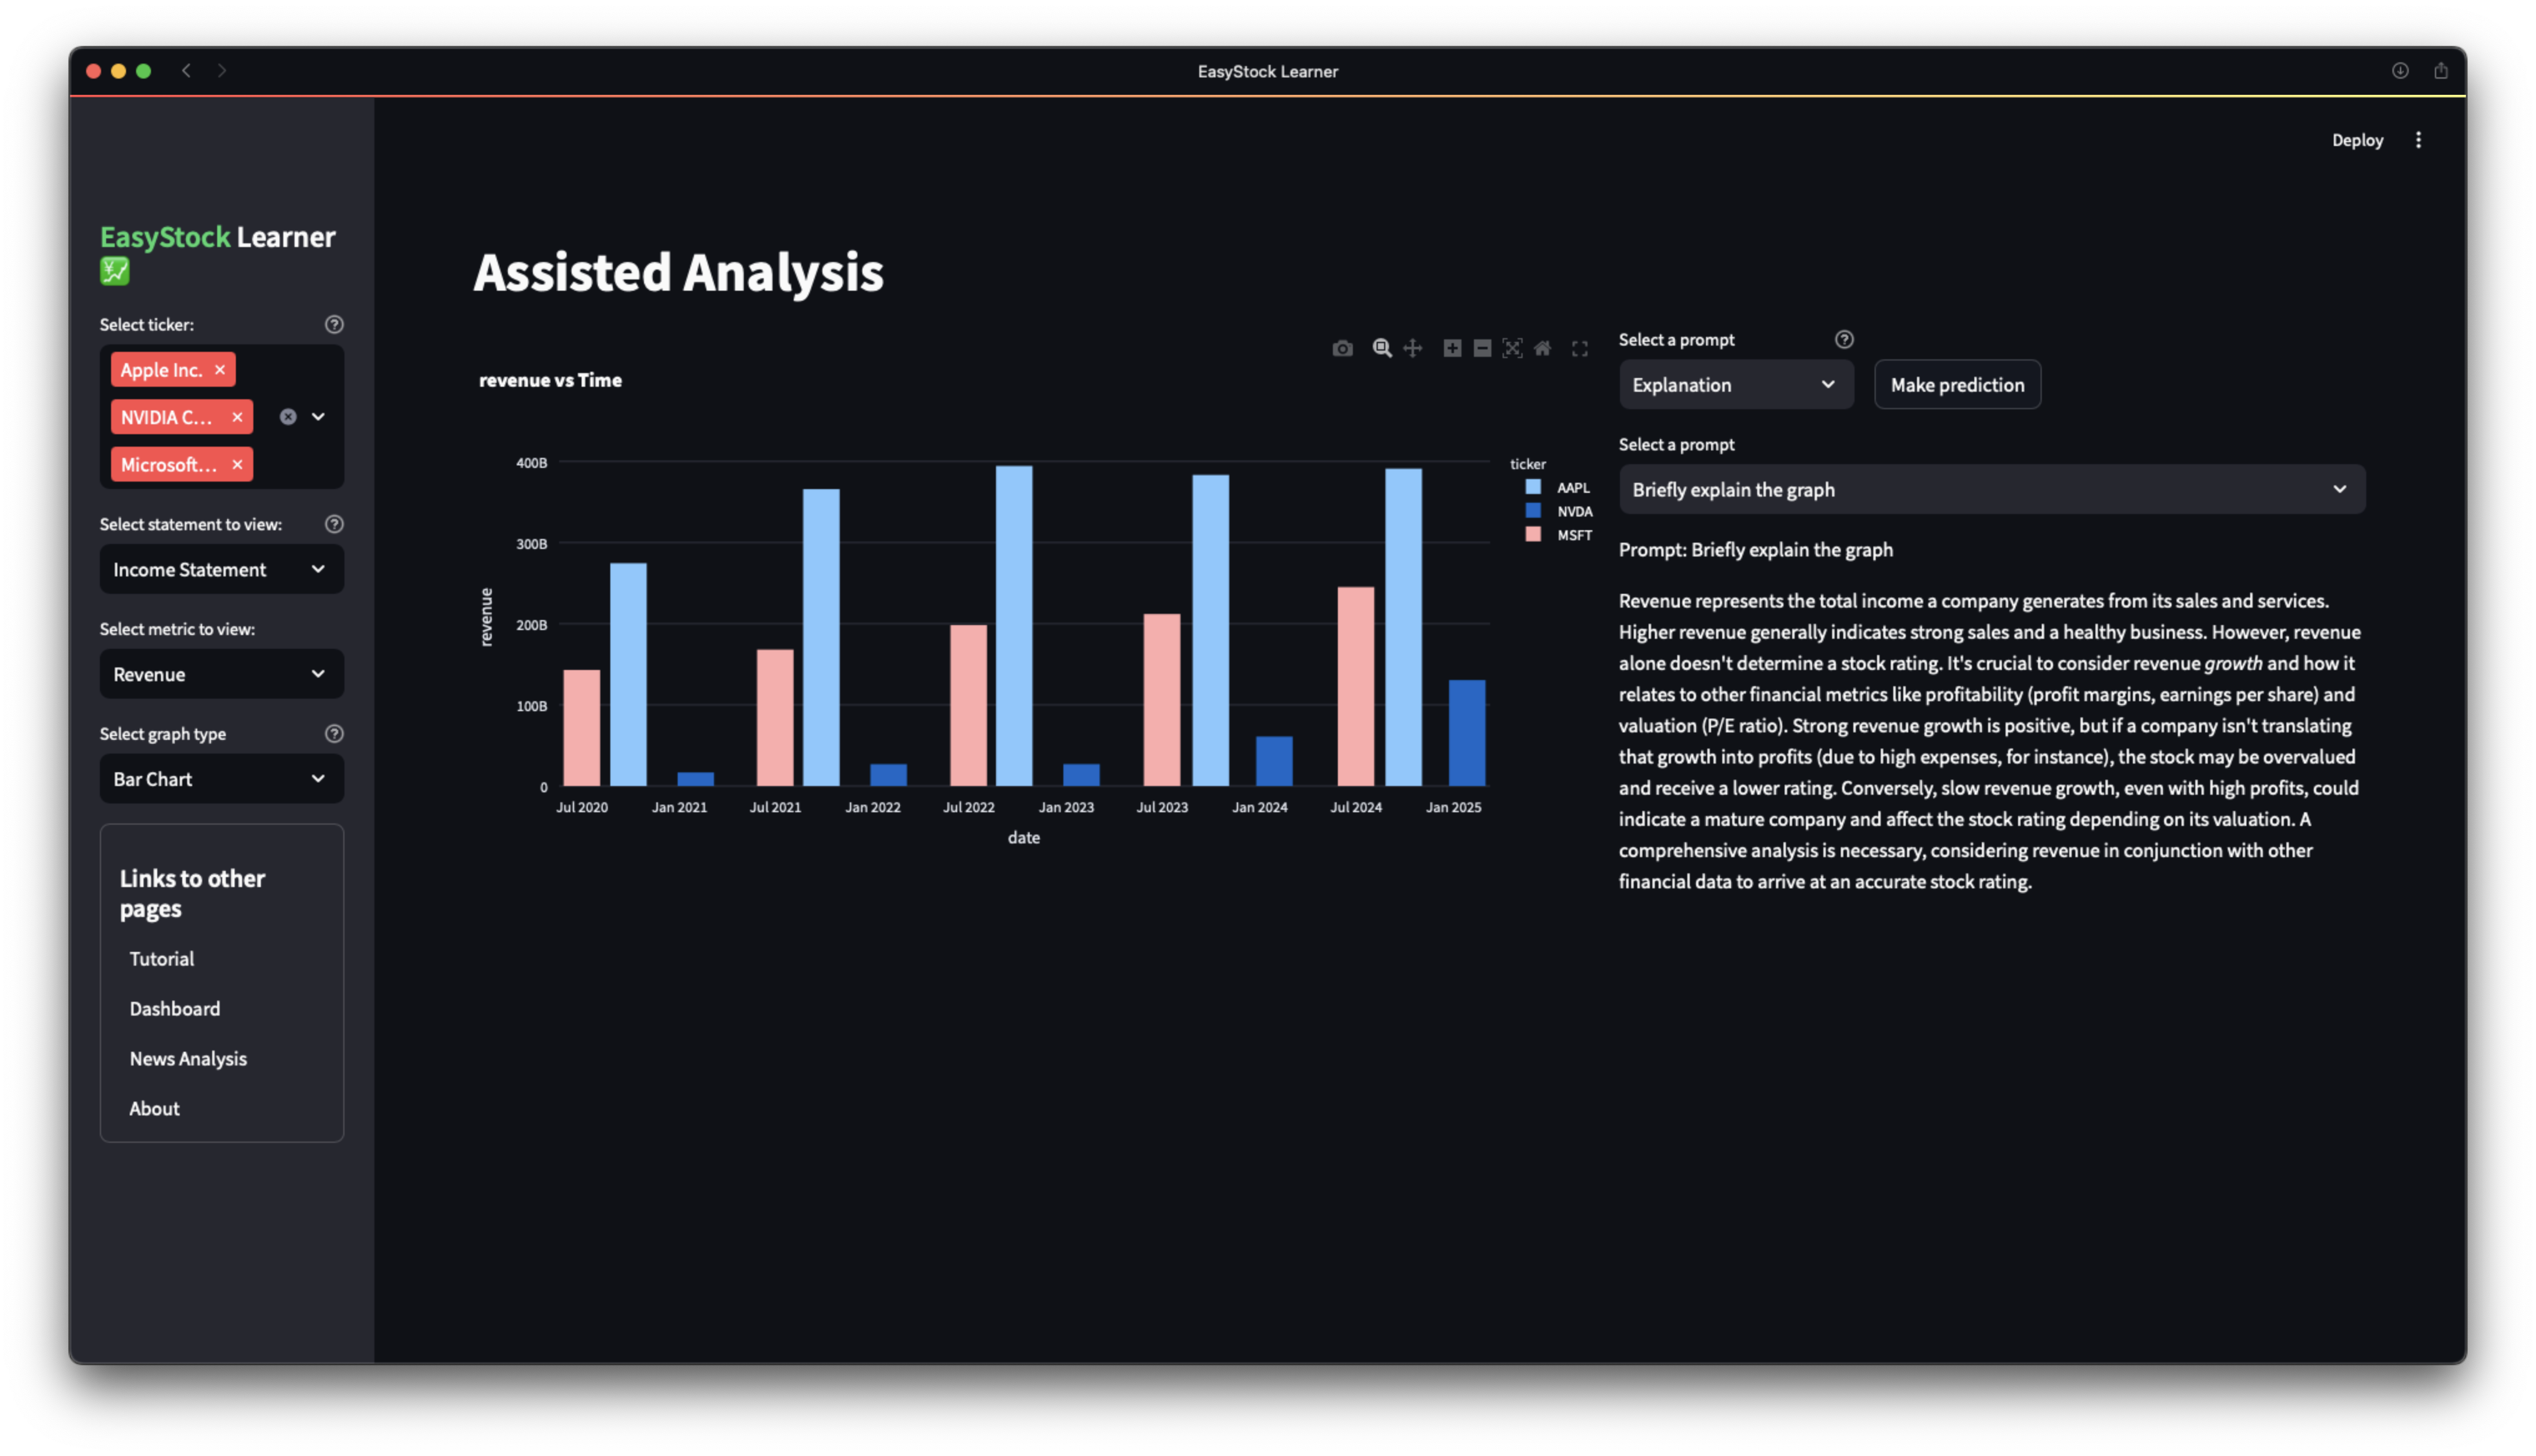 EasyStock Learner
Deploy
EasyStock Learner
Select ticker:
Apple Inc.
NVIDIA C...
Microsoft...
Select statement to view:
Income Statement
Select metric to view:
Revenue
Select graph type
Bar Chart
Links to other
pages
Tutorial
Dashboard
News Analysis
About
Assisted Analysis
revenue vs Time
400B
300B
200B
100B
0
revenue
Jul 2020 Jan 2021 Jul 2021 Jan 2022 Jul 2022 Jan 2023 Jul 2023 Jan 2024 Jul 2024 Jan 2025
date
ticker
AAPL
NVDA
MSFT
Select a prompt
Explanation
Make prediction
Select a prompt
Briefly explain the graph
Prompt: Briefly explain the graph
Revenue represents the total income a company generates from its sales and services.
Higher revenue generally indicates strong sales and a healthy business. However, revenue
alone doesn't determine a stock rating. It's crucial to consider revenue growth and how it
relates to other financial metrics like profitability (profit margins, earnings per share) and
valuation (P/E ratio). Strong revenue growth is positive, but if a company isn't translating
that growth into profits (due to high expenses, for instance), the stock may be overvalued
and receive a lower rating. Conversely, slow revenue growth, even with high profits, could
indicate a mature company and affect the stock rating depending on its valuation. A
comprehensive analysis is necessary, considering revenue in conjunction with other
financial data to arrive at an accurate stock rating.